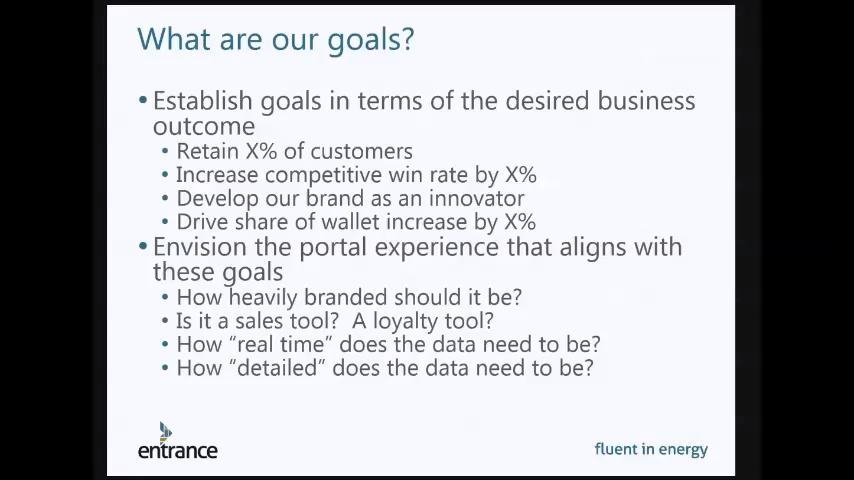 What are our goals?
• Establish goals in terms of the desired business
outcome
• Retain X% of customers
• Increase competitive win rate by X%
• Develop our brand as an innovator
• Drive share of wallet increase by X%
• Envision the portal experience that aligns with
these goals
• How heavily branded should it be?
• Is it a sales tool?  A loyalty tool?
• How “real time” does the data need to be?
• How “detailed” does the data need to be?
entrance
fluent in energy